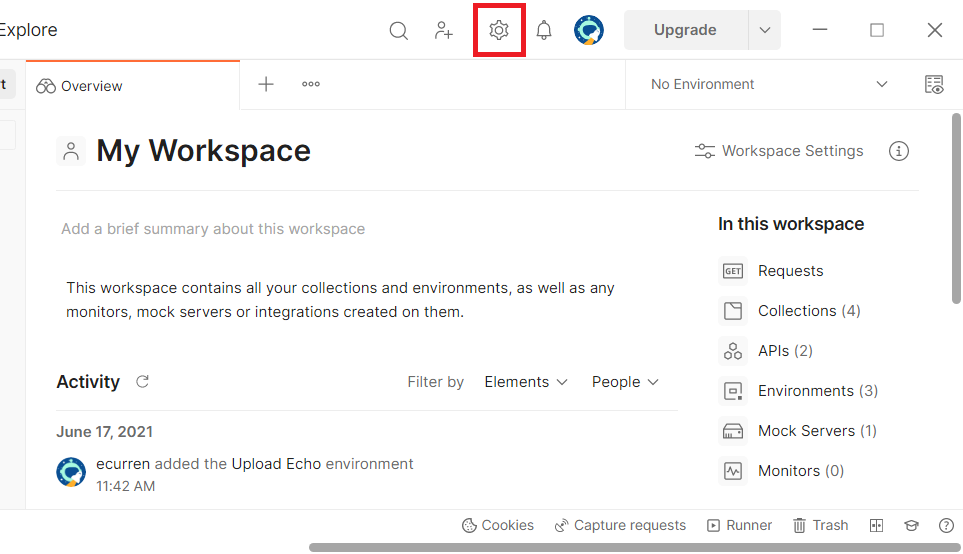 Explore
Upgrade
t
Overview
No Environment
My Workspace
Workspace Settings
Add a brief summary about this workspace
In this workspace
This workspace contains all your collections and environments, as well as any
monitors, mock servers or integrations created on them.
GET Requests
Collections (4)
APIs (2)
Environments (3)
Mock Servers (1)
Monitors (0)
Activity
Filter by Elements People
June 17, 2021
ecurren added the Upload Echo environment
11:42 AM
Cookies Capture requests Runner Trash